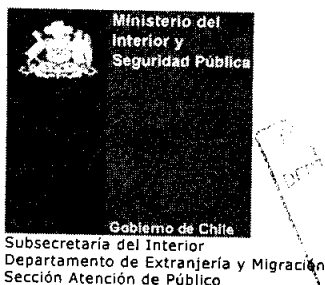 Ministerio del
Interior y
Seguridad Pública
Gobierno de Chile
Subsecretaría del Interior
Departamento de Extranjería y Migración
Sección Atención de Público